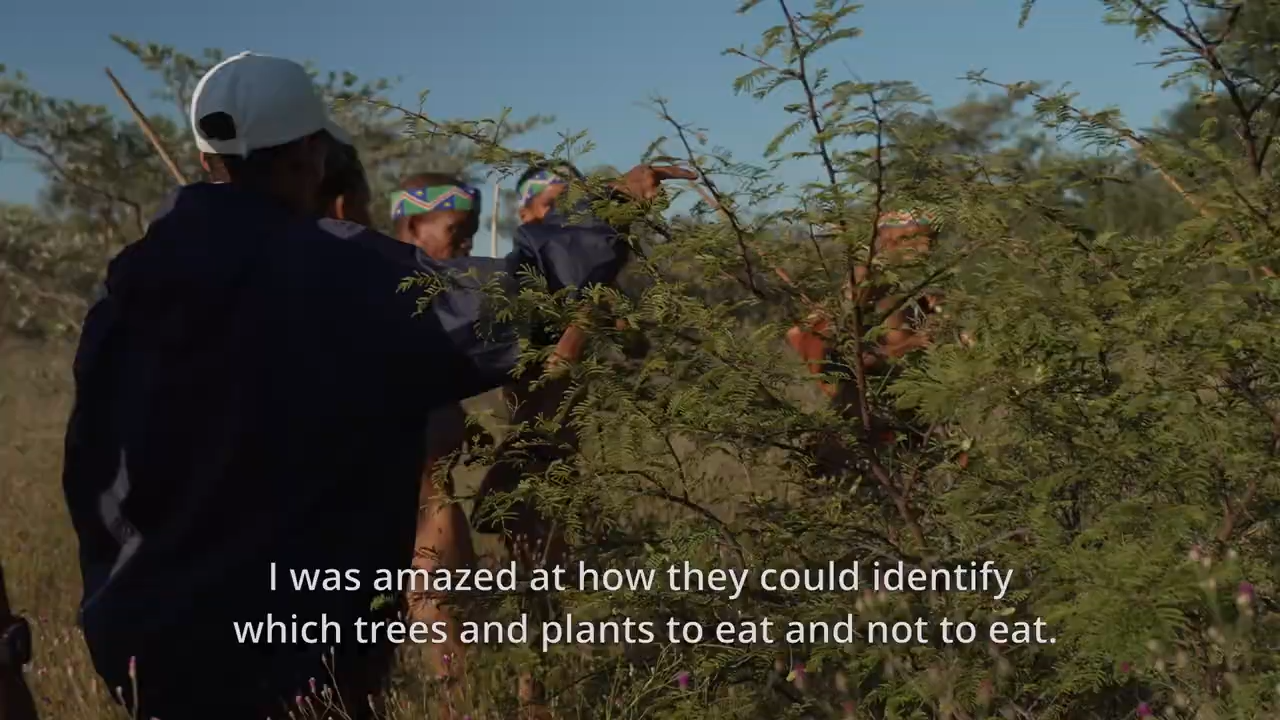 I was amazed at how they could identify
which trees and plants to eat and not to eat.